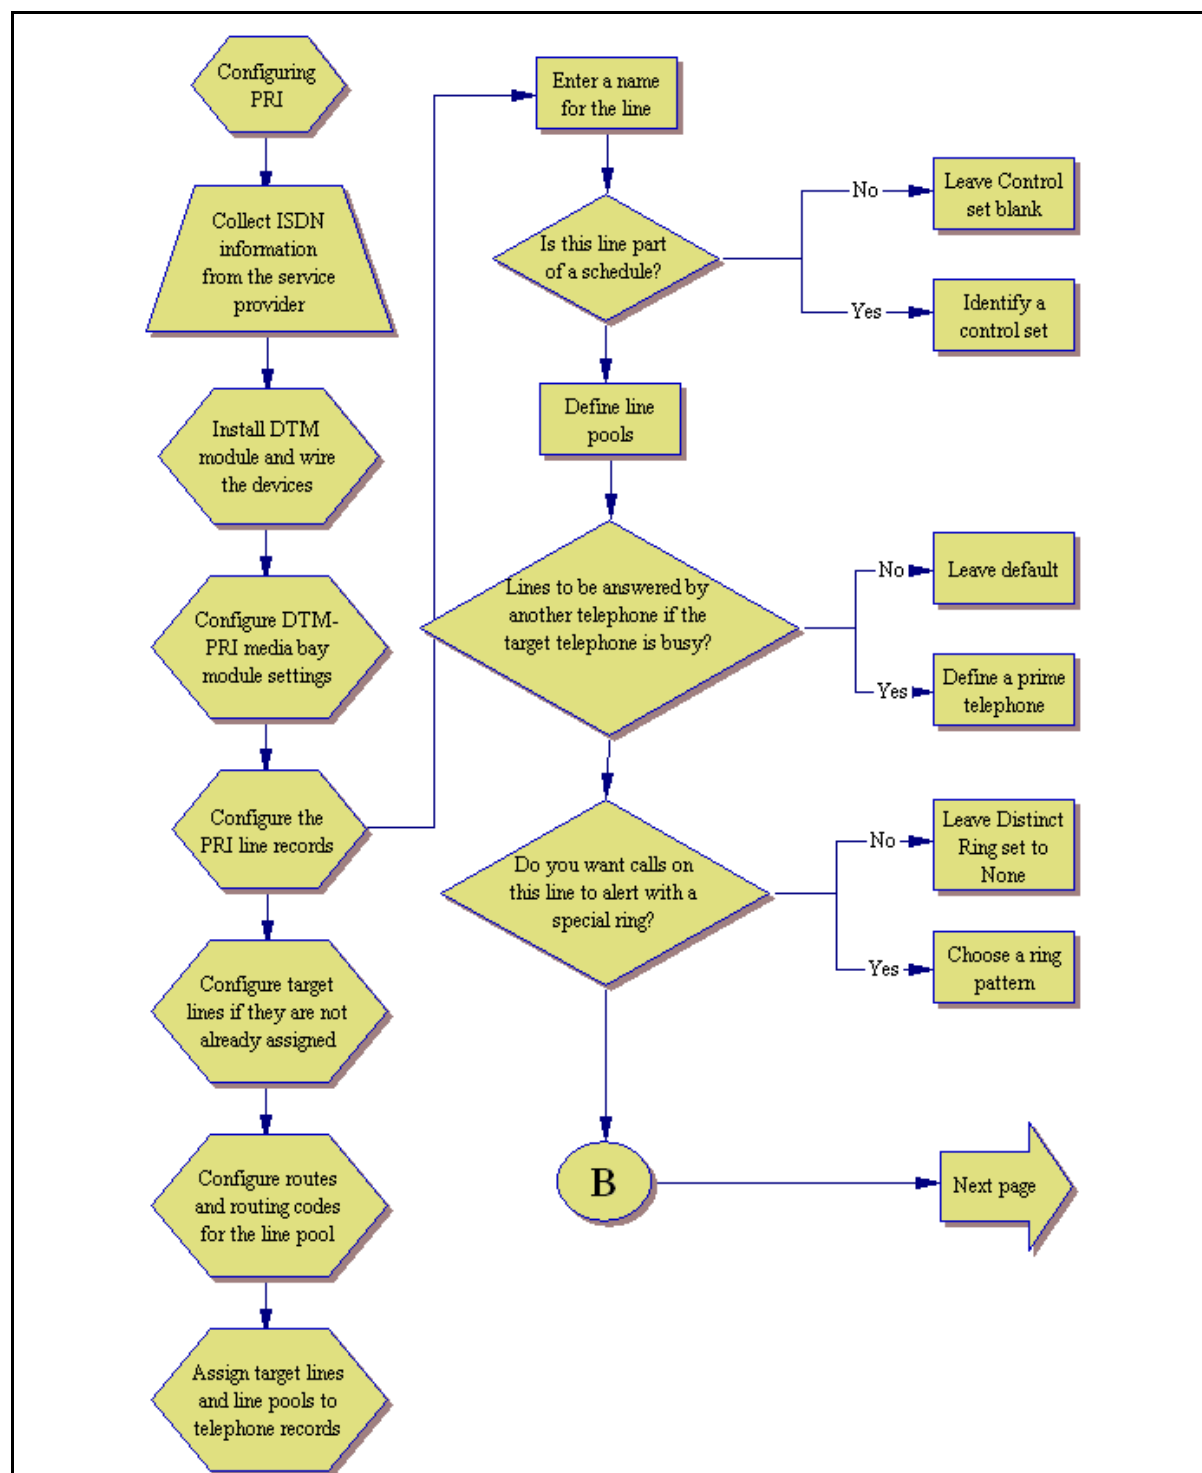 Configuring
PRI
Collect ISDN
information
from the service
provider
Install DTM
module and wire
the devices
Configure DTM-
PRI media bay
module settings
Configure the
PRI line records
Configure target
lines if they are not
already assigned
Configure routes
and routing codes
for the line pool
Assign target lines
and line pools to
telephone records
Enter a name
for the line
Is this line part
of a schedule?
No
Leave Control
set blank
Yes
Identify a
control set
Define line
pools
Lines to be answered by
another telephone if the
target telephone is busy?
No
Leave default
Yes
Define a prime
telephone
Do you want calls on
this line to alert with a
special ring?
No
Leave Distinct
Ring set to
None
Yes
Choose a ring
pattern
B
Next page